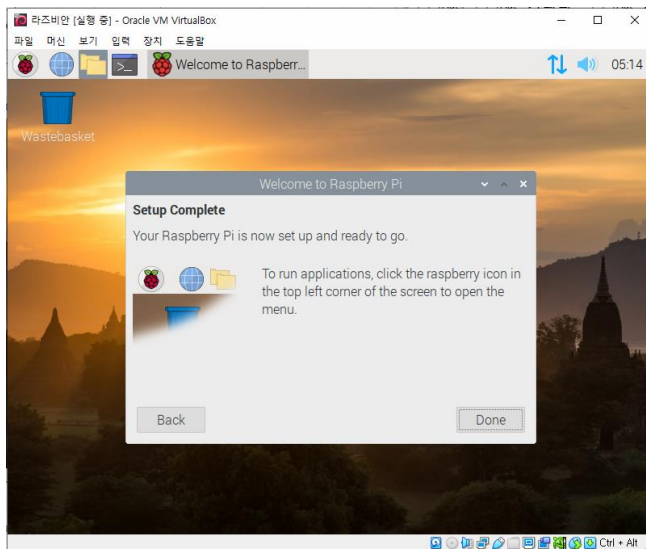 라즈비안 [실행 중] - Oracle VM VirtualBox
파일 머신 보기 입력 장치 도움말
Welcome to Raspberr...
05:14
Wastebasket
Welcome to Raspberry Pi
Setup Complete
Your Raspberry Pi is now set up and ready to go.
To run applications, click the raspberry icon in
the top left corner of the screen to open the
menu.
Back
Done
Ctrl + Alt